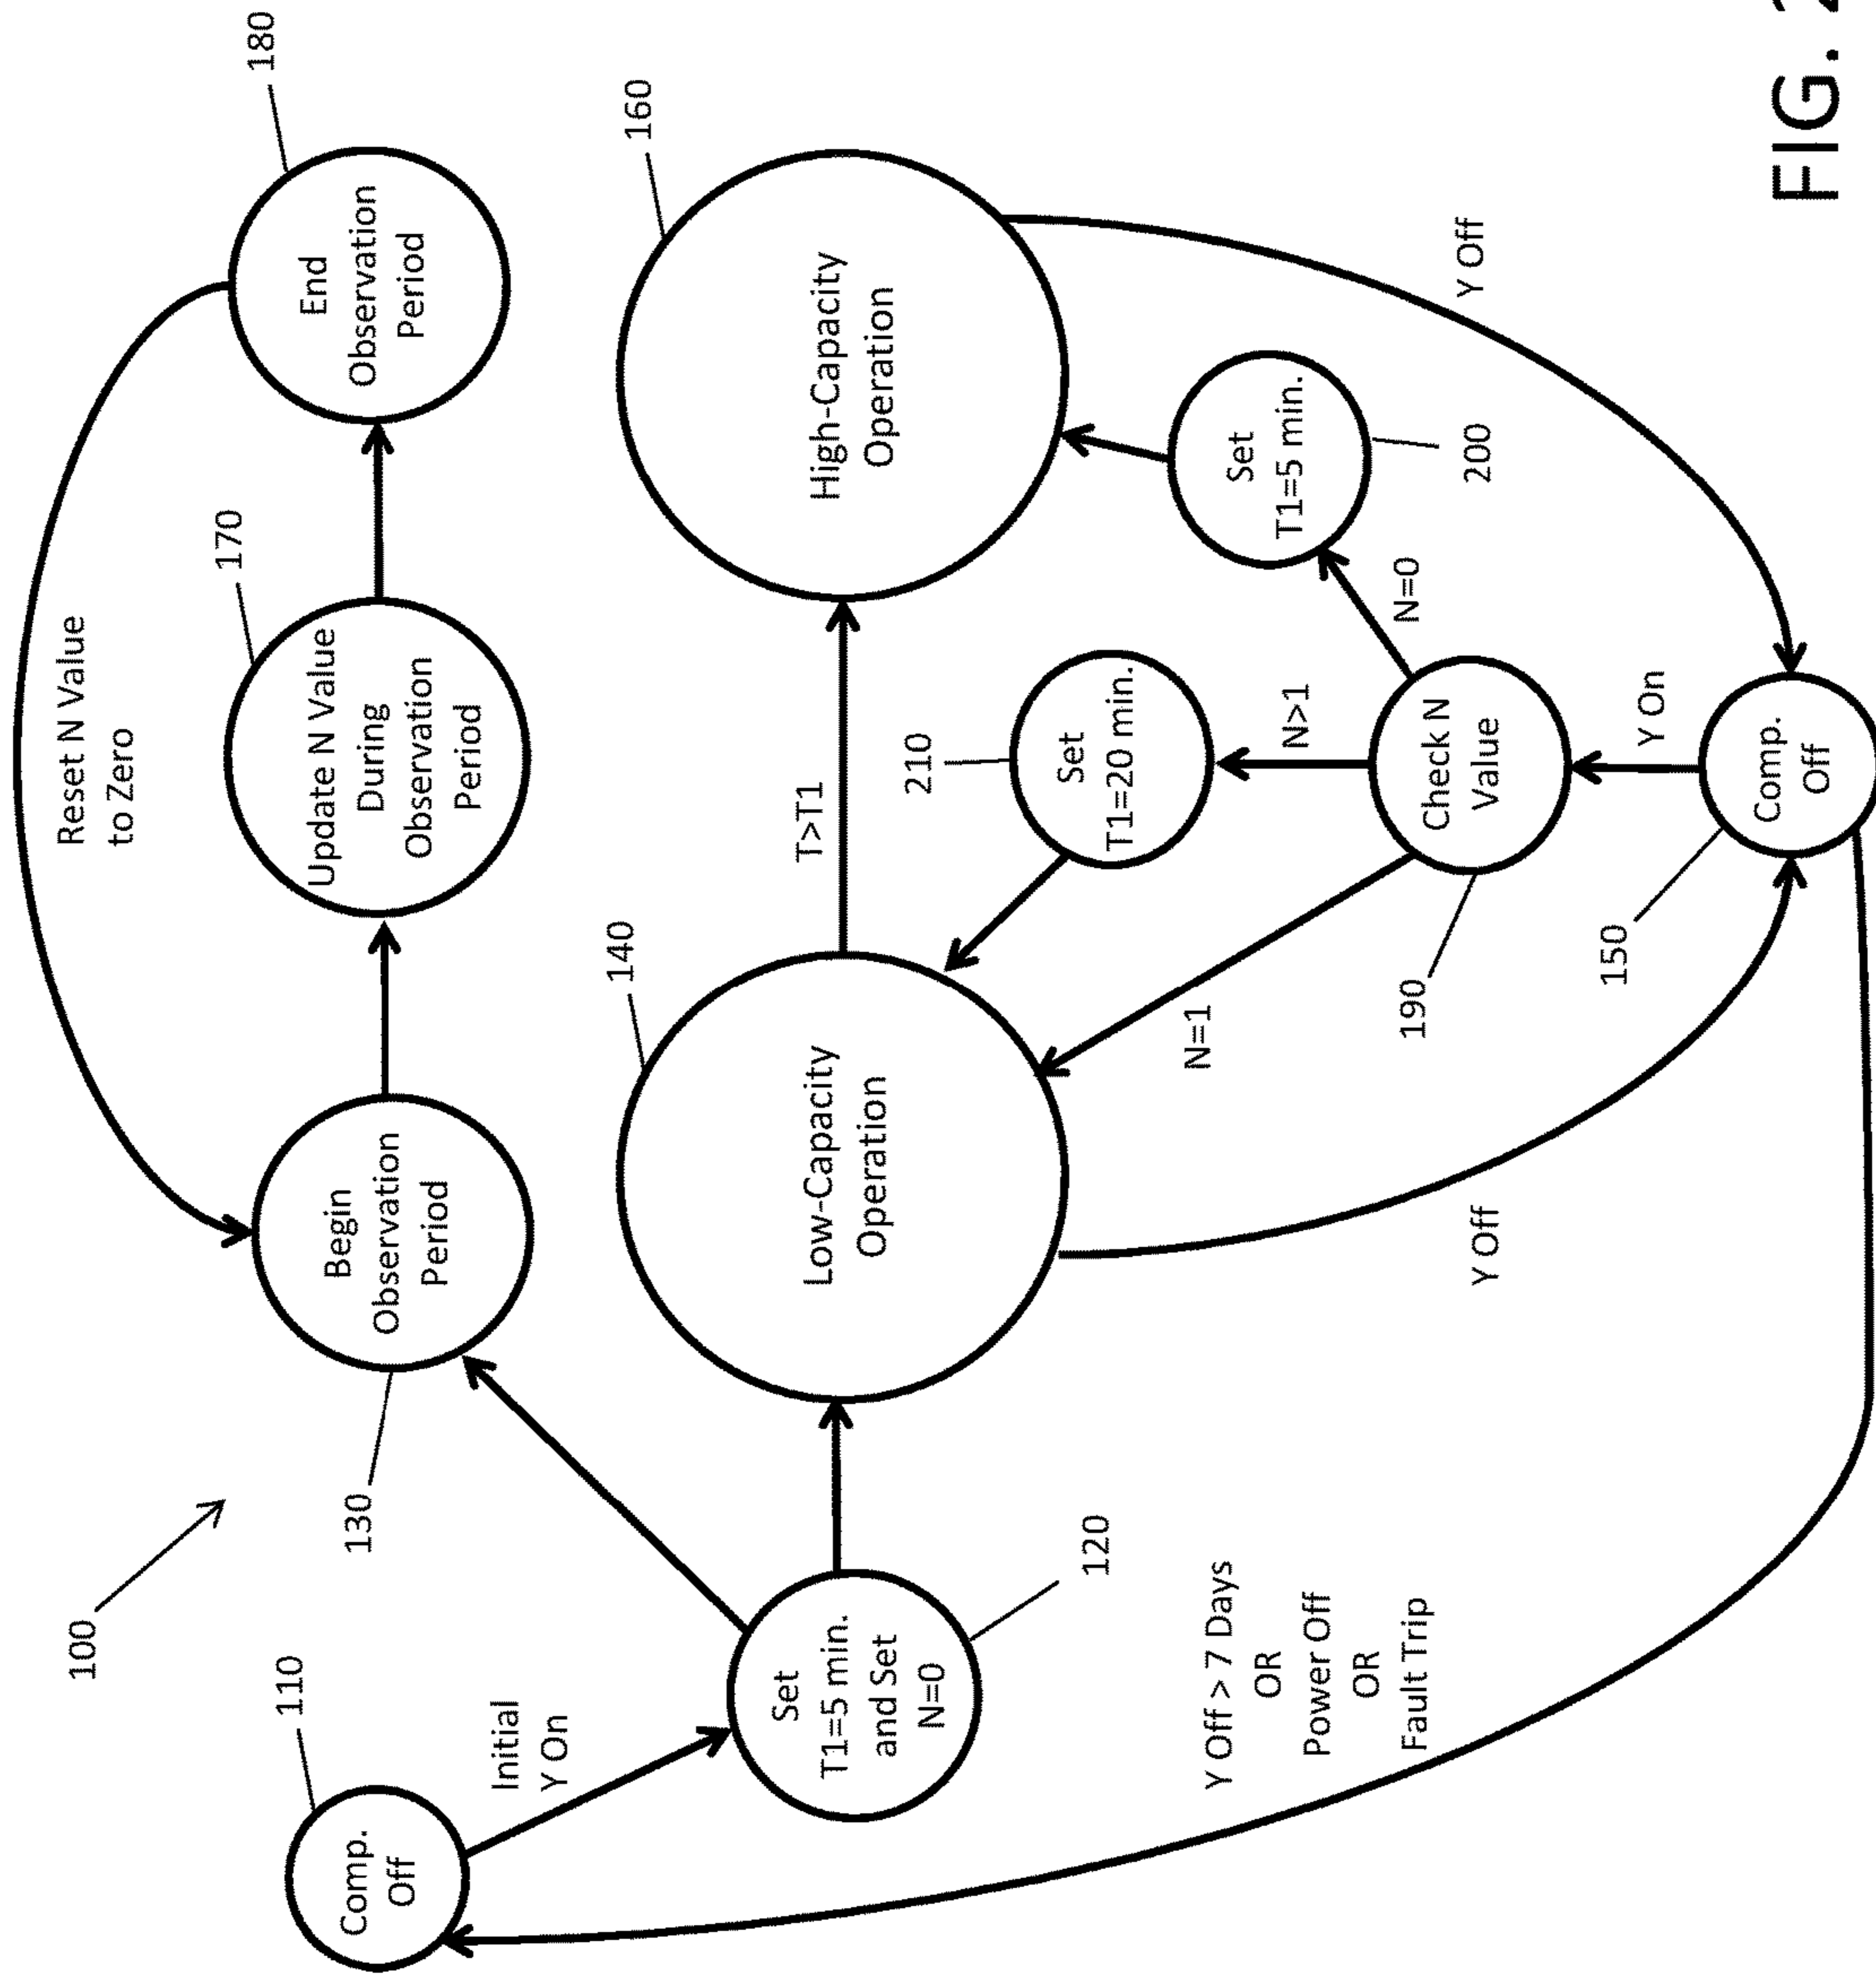 100
110
Comp.
Off
Initial
Y On
Set
T1=5 min.
and Set
N=0
120
130
Begin
Observation
Period
Reset N Value
to Zero
170
Update N Value
During
Observation
Period
180
End
Observation
Period
140
Low-Capacity
Operation
T>T1
160
High-Capacity
Operation
210
Set
T1=20 min.
N>1
N=1
N=0
Set
T1=5 min.
200
190
Check N
Value
Y On
Y Off
Y Off
150
Comp.
Off
Y Off > 7 Days
OR
Power Off
OR
Fault Trip
FIG. 2